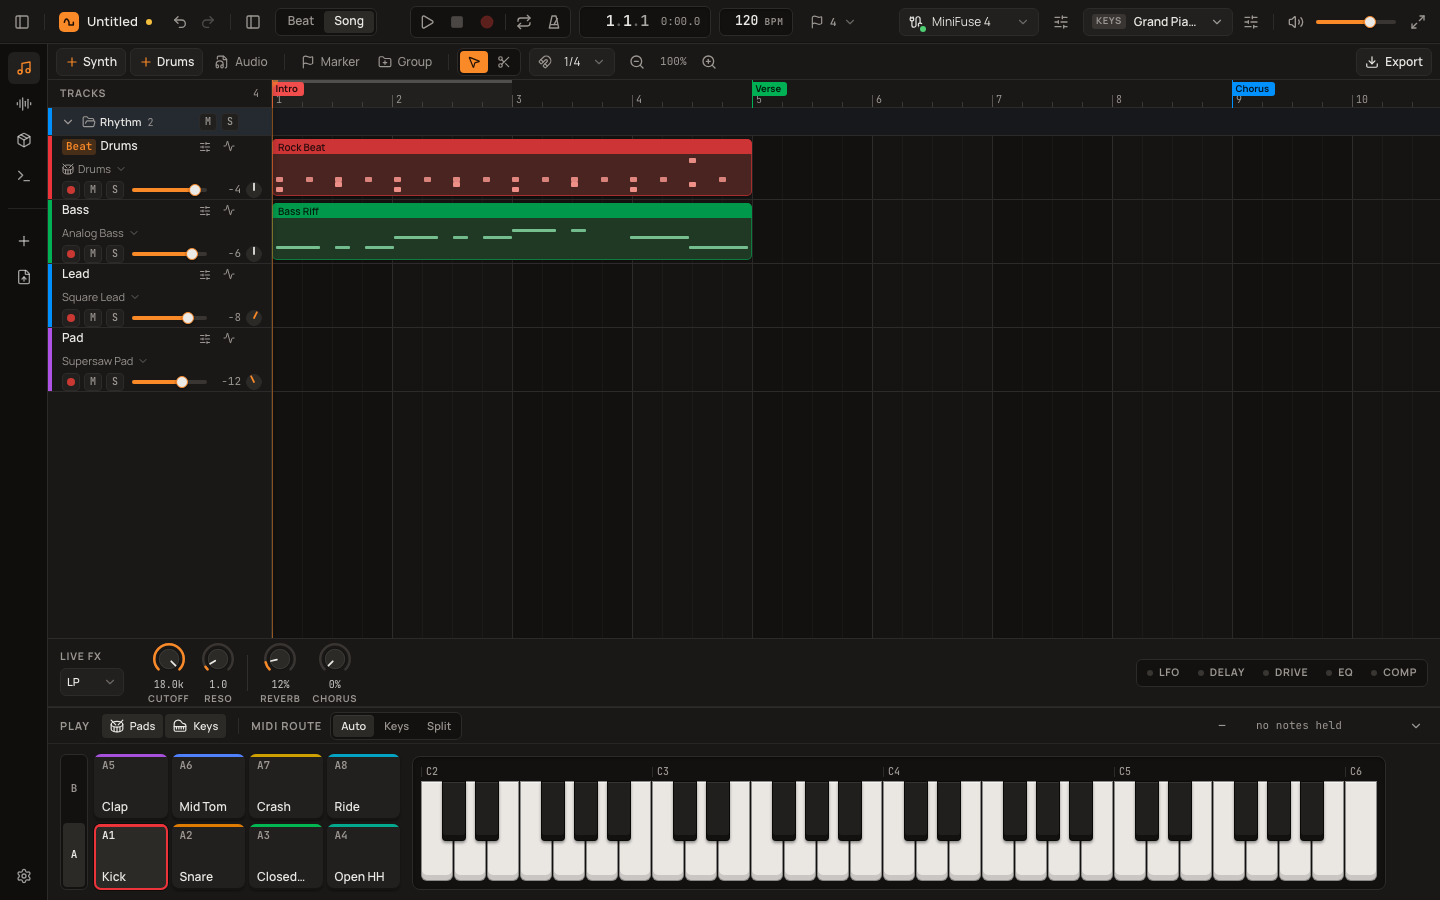 Untitled
Beat Song
1.1.1 0:00.0
120 BPM
4
MiniFuse 4
KEYS Grand Pia...
+ Synth
+ Drums
Audio
Marker
Group
1/4
100%
Export
TRACKS 4
Intro
Verse
Chorus
1 2 3 4 5 6 7 8 9 10
Rhythm 2 M S
Beat Drums
Drums
M S -4
Rock Beat
Bass
Analog Bass
M S -6
Bass Riff
Lead
Square Lead
M S -8
Pad
Supersaw Pad
M S -12
LIVE FX
LP
18.0k
CUTOFF
1.0
RESO
12%
REVERB
0%
CHORUS
LFO DELAY DRIVE EQ COMP
PLAY Pads Keys MIDI ROUTE Auto Keys Split
— no notes held
B
A
A5
Clap
A6
Mid Tom
A7
Crash
A8
Ride
A1
Kick
A2
Snare
A3
Closed...
A4
Open HH
C2 C3 C4 C5 C6